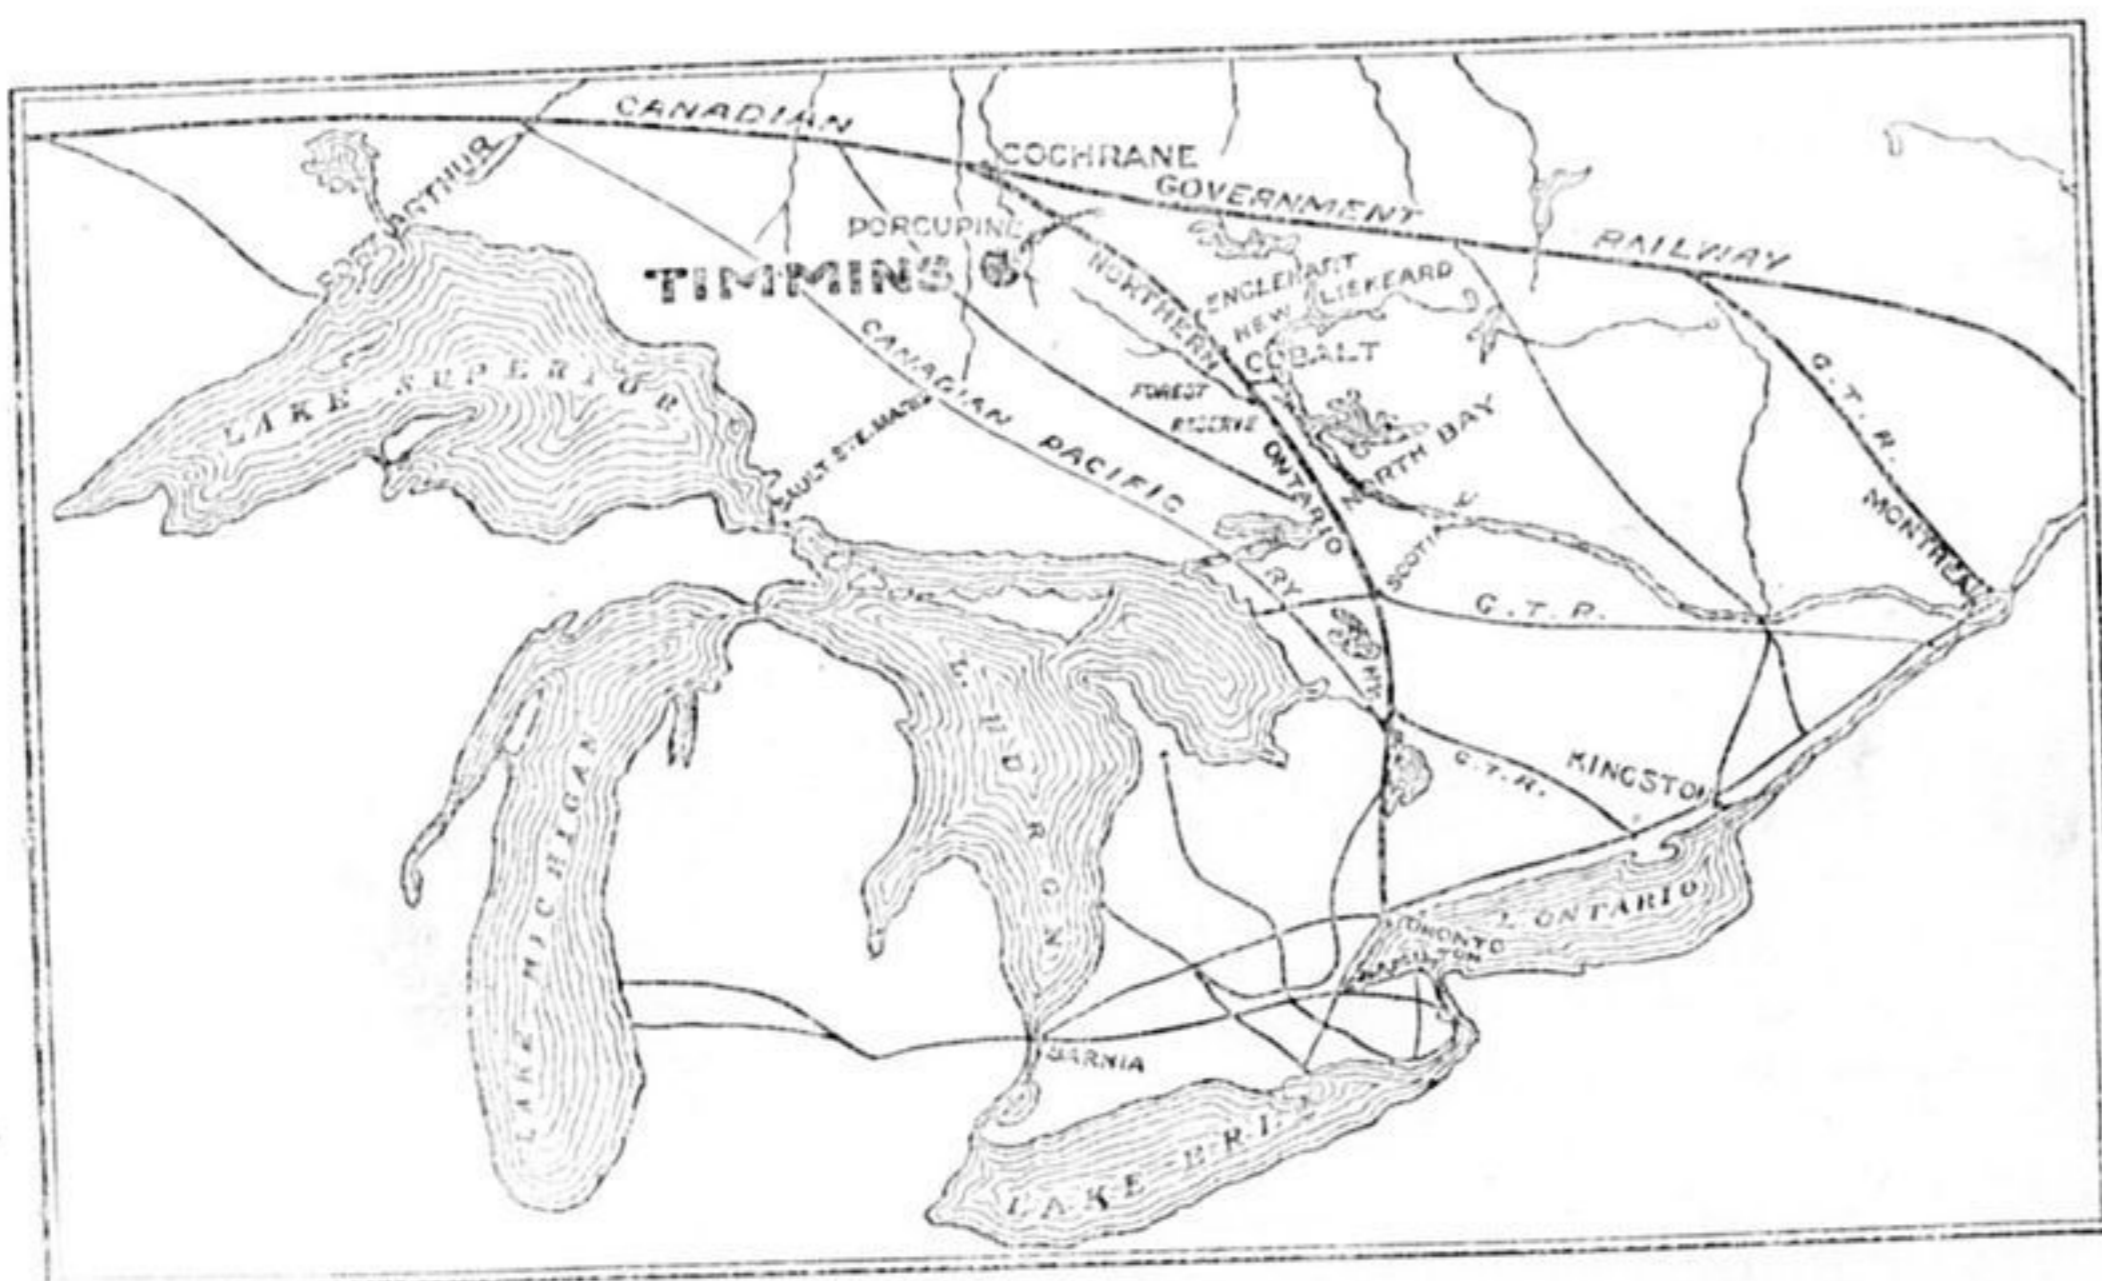 CANADIAN
COCHRANE
GOVERNMENT
RAILWAY
PORT ARTHUR
PORCUPINE
TIMMINS
NORTHERN
ENGLEHART
NEW LISKEARD
COBALT
CANADIAN PACIFIC
FOREST
RESERVE
G.T.R.
LAKE SUPERIOR
SAULT STE. MARIE
ONTARIO
NORTH BAY
MONTREAL
SCOTIA
RY
G.T.R.
RY.
L. HURON
G.T.R.
KINGSTON
LAKE MICHIGAN
L ONTARIO
TORONTO
HAMILTON
SARNIA
LAKE ERIE